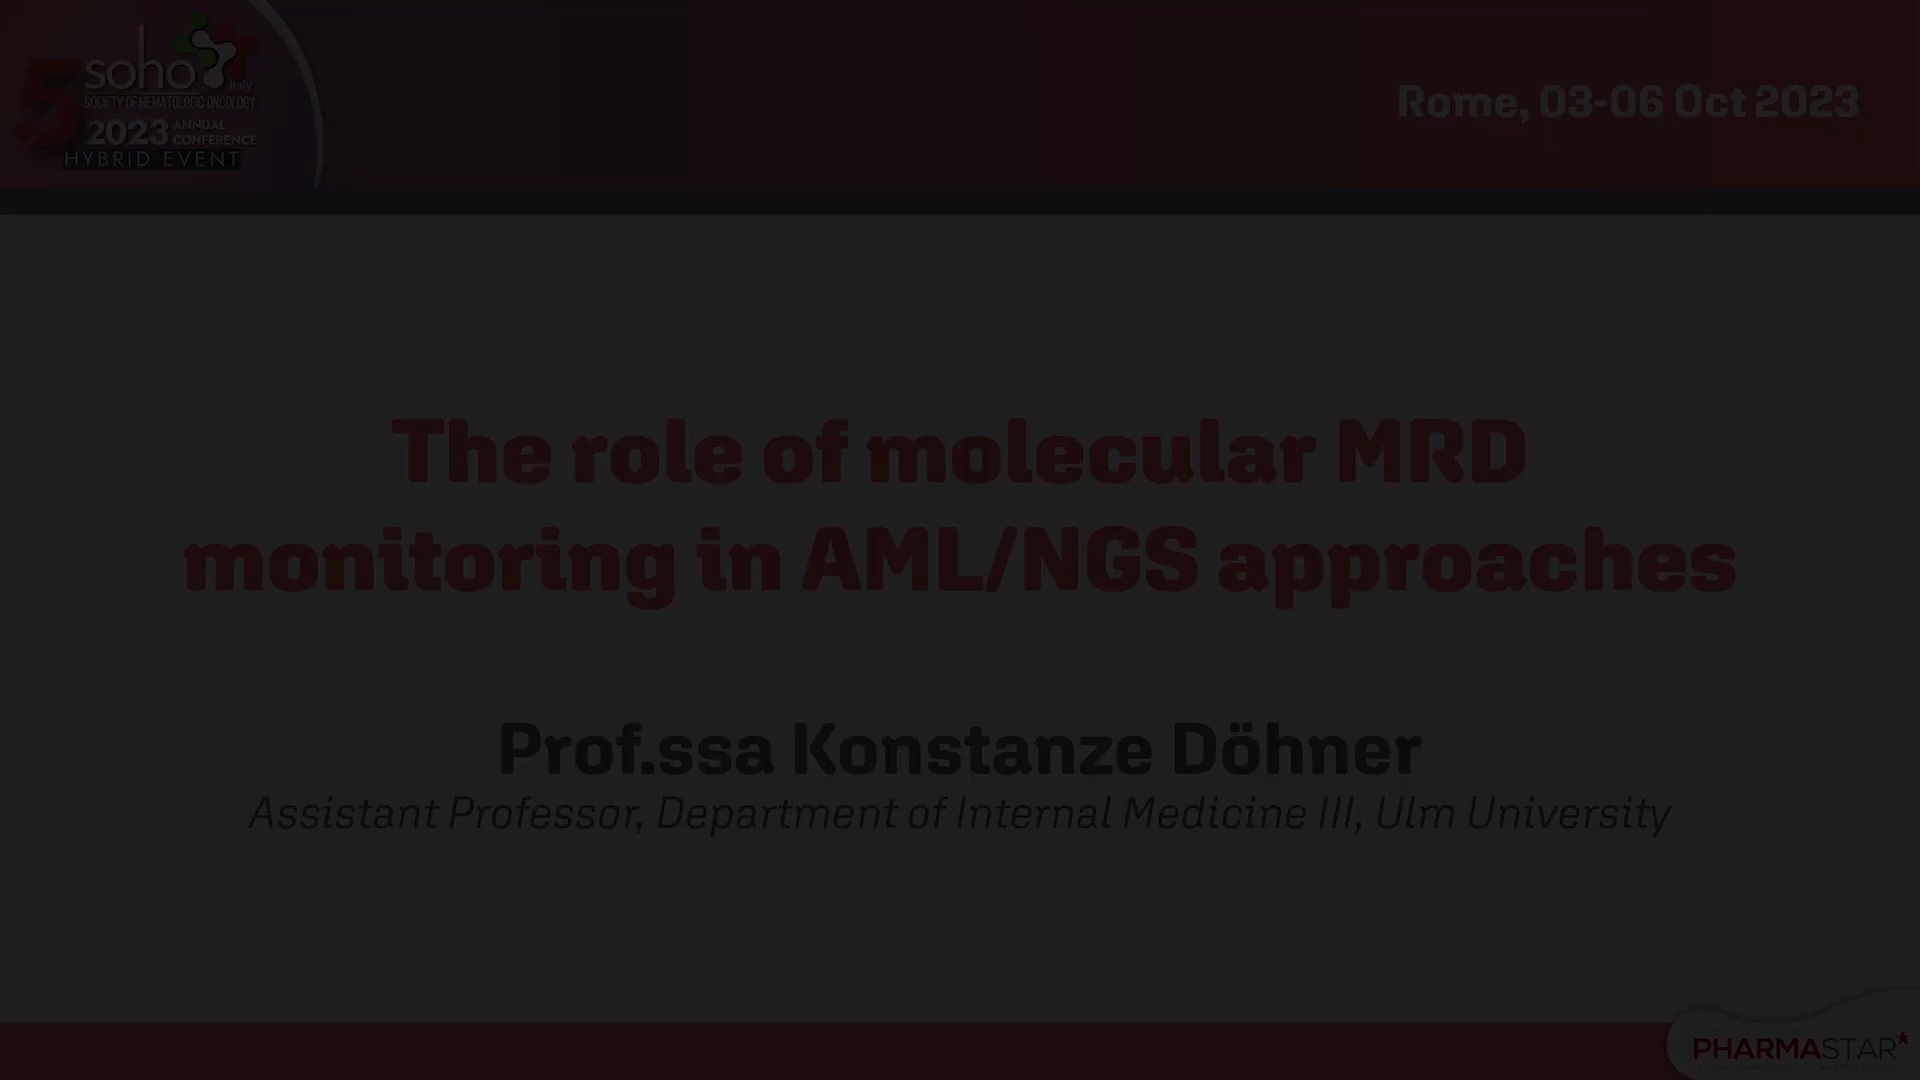 soho
Italy
SOCIETY OF HEMATOLOGIC ONCOLOGY
5
2023 ANNUAL CONFERENCE
HYBRID EVENT
Rome, 03-06 Oct 2023
The role of molecular MRD
monitoring in AML/NGS approaches
Prof.ssa Konstanze Döhner
Assistant Professor, Department of Internal Medicine III, Ulm University
PHARMASTAR